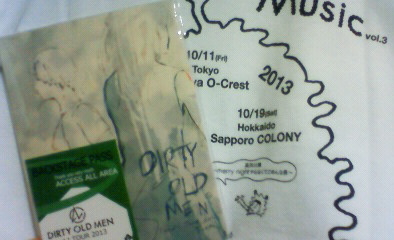 Music
vol.3
10/11(Fri)
Tokyo
a O-Crest
2013
10/19(Sat)
Hokkaido
Sapporo COLONY
DIRTY
OLD
MEN
BACKSTAGE PASS
ACCESS ALL AREA
DIRTY OLD MEN
TOUR 2013